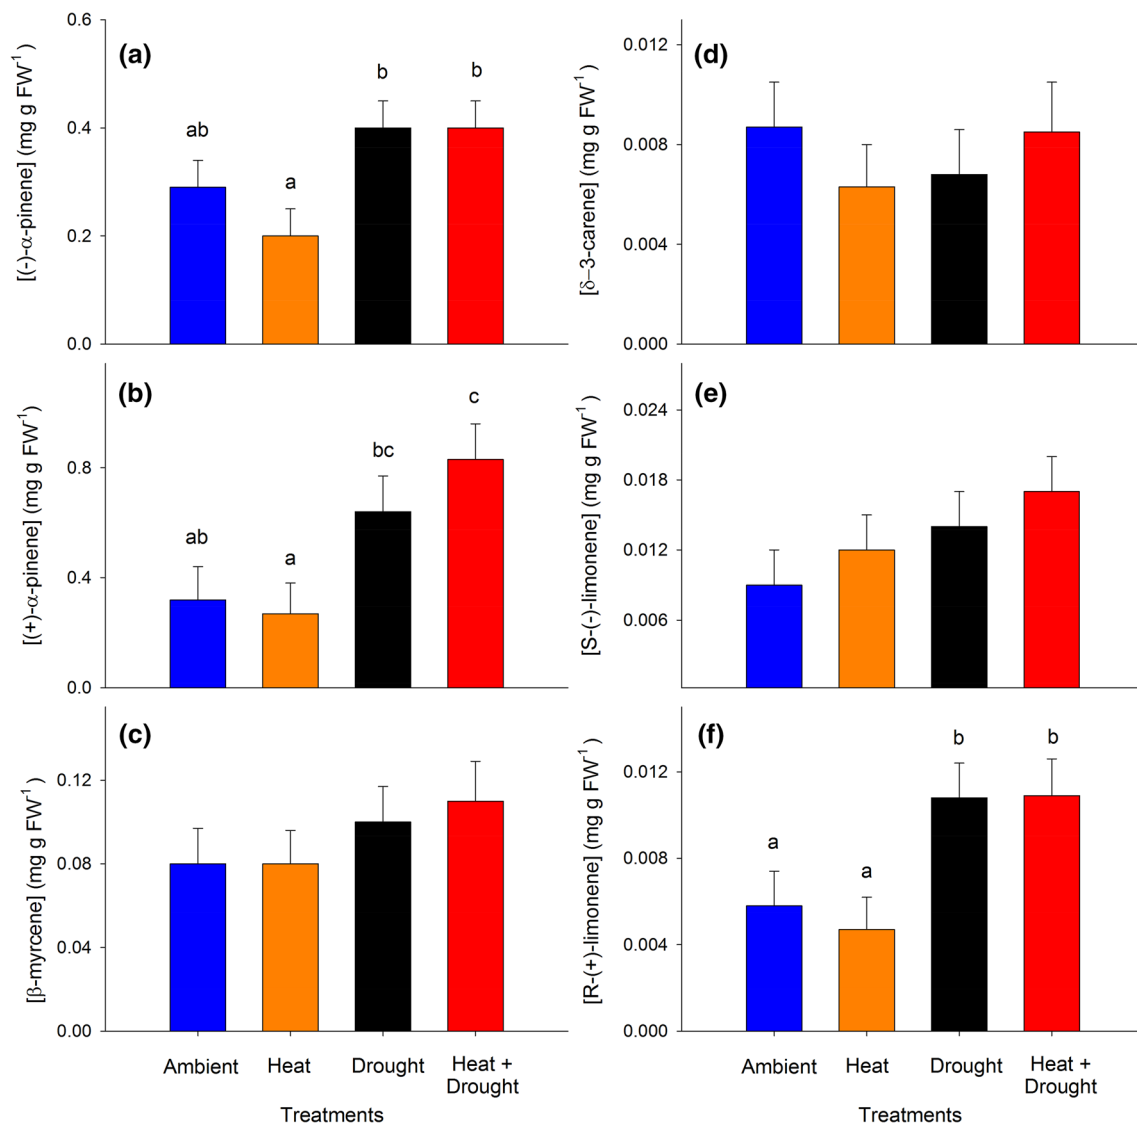 (a)
[(-)-α-pinene] (mg g FW⁻¹ )
0.6
0.4
0.2
0.0
ab
a
b
b
(b)
[(+)-α-pinene] (mg g FW⁻¹)
0.8
0.4
0.0
ab
a
bc
c
(c)
[β-myrcene] (mg g FW⁻¹)
0.12
0.08
0.04
0.00
Ambient
Heat
Drought
Heat +
Drought
Treatments
(d)
[δ−3-carene] (mg g FW⁻¹)
0.012
0.008
0.004
0.000
(e)
[S-(-)-limonene] (mg g FW⁻¹)
0.024
0.018
0.012
0.006
(f)
[R-(+)-limonene] (mg g FW⁻¹)
0.012
0.008
0.004
0.000
a
a
b
b
Ambient
Heat
Drought
Heat +
Drought
Treatments